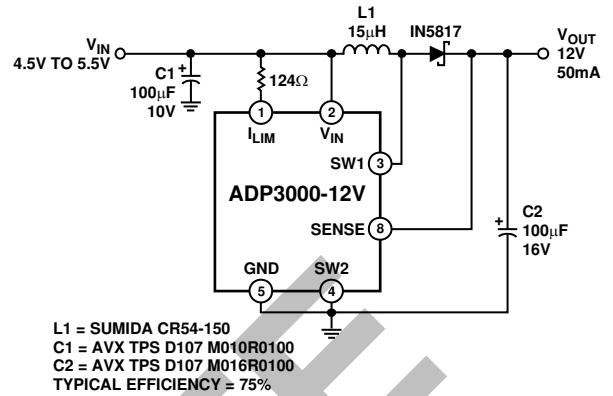 L1
15μH
IN5817
VIN
4.5V TO 5.5V
VOUT
12V
50mA
C1
100μF
10V
+
124Ω
1
2
ILIM
VIN
SW1
3
ADP3000-12V
SENSE
8
C2
100μF
16V
+
GND
SW2
5
4
L1 = SUMIDA CR54-150
C1 = AVX TPS D107 M010R0100
C2 = AVX TPS D107 M016R0100
TYPICAL EFFICIENCY = 75%